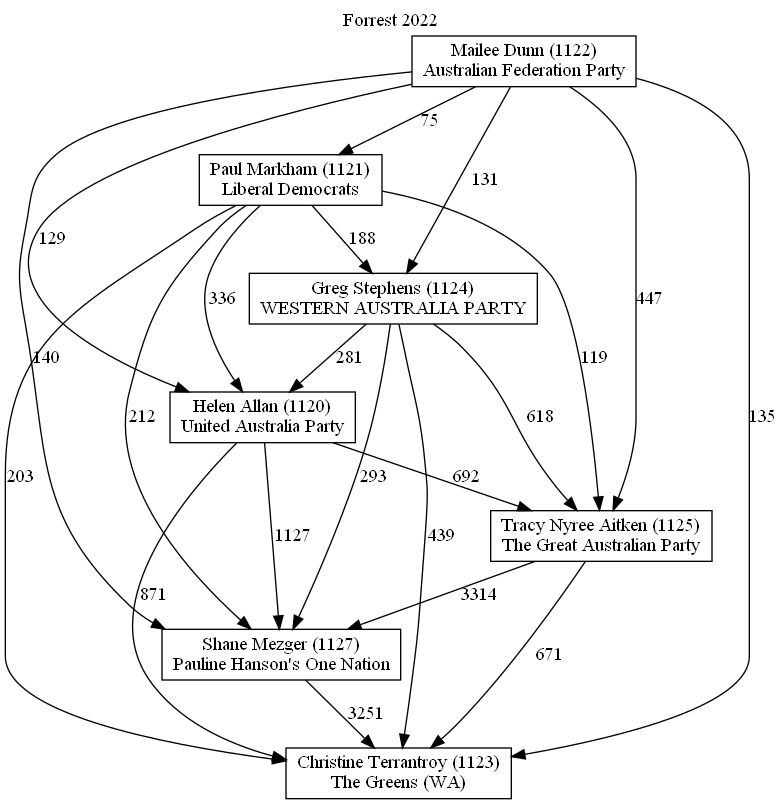 Forrest 2022
Mailee Dunn (1122)
Australian Federation Party
75
Paul Markham (1121)
Liberal Democrats
131
129
188
Greg Stephens (1124)
WESTERN AUSTRALIA PARTY
336
447
140
281
119
135
Helen Allan (1120)
United Australia Party
212
618
203
293
692
Tracy Nyree Aitken (1125)
The Great Australian Party
1127
439
871
3314
Shane Mezger (1127)
Pauline Hanson's One Nation
671
3251
Christine Terrantroy (1123)
The Greens (WA)